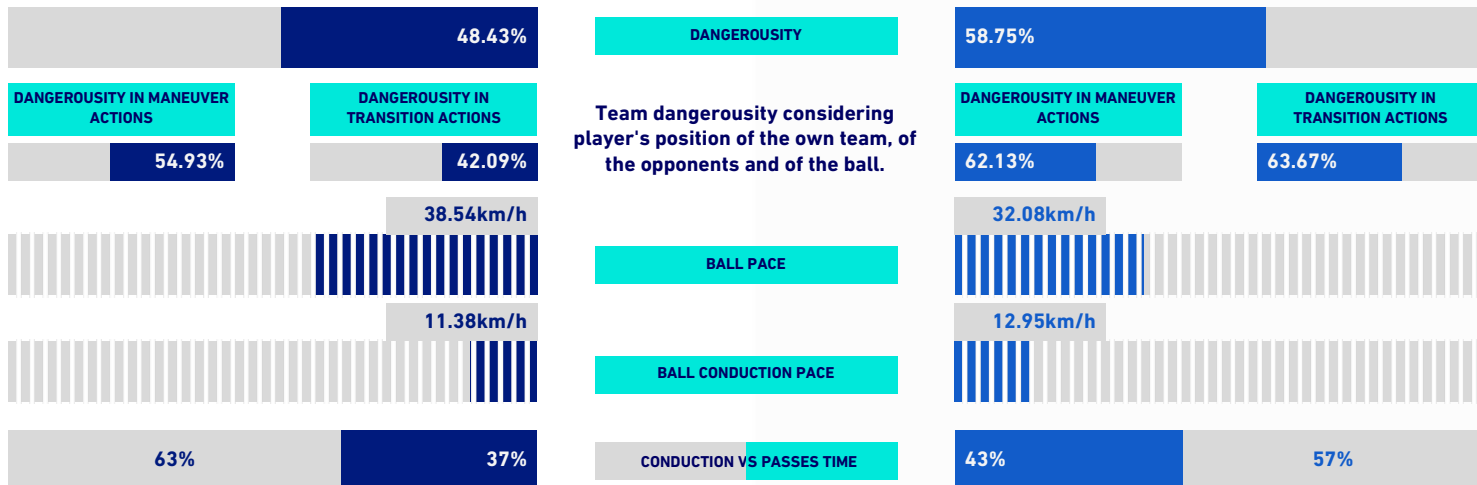 48.43%
DANGEROUSITY
58.75%
DANGEROUSITY IN MANEUVER
ACTIONS
DANGEROUSITY IN
TRANSITION ACTIONS
54.93%
42.09%
Team dangerousity considering
player's position of the own team, of
the opponents and of the ball.
DANGEROUSITY IN MANEUVER
ACTIONS
DANGEROUSITY IN
TRANSITION ACTIONS
62.13%
63.67%
38.54km/h
BALL PACE
32.08km/h
11.38km/h
BALL CONDUCTION PACE
12.95km/h
63%
37%
CONDUCTION VS PASSES TIME
43%
57%